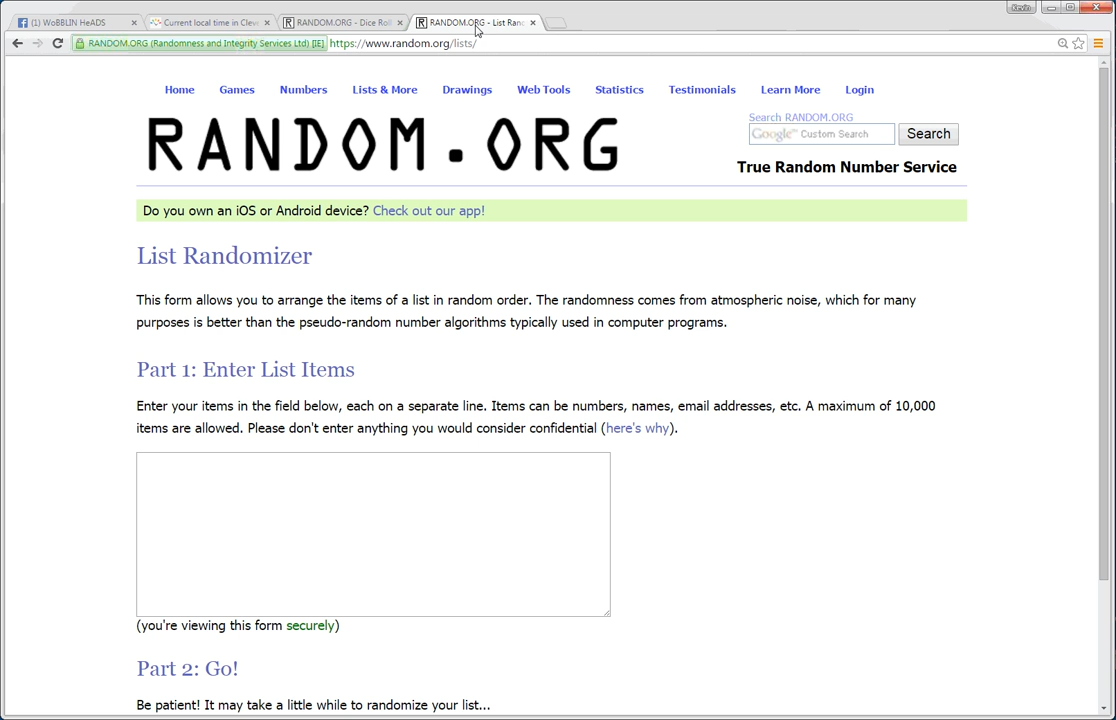 Kevin
(1) WoBBLIN HeADS
Current local time in Clev
RANDOM.ORG - Dice Roll
RANDOM.ORG - List Ran
RANDOM.ORG (Randomness and Integrity Services Ltd) [IE] https://www.random.org/lists/
Home Games Numbers Lists & More Drawings Web Tools Statistics Testimonials Learn More Login
RANDOM.ORG
Search RANDOM.ORG
Google™ Custom Search Search
True Random Number Service
Do you own an iOS or Android device? Check out our app!
List Randomizer
This form allows you to arrange the items of a list in random order. The randomness comes from atmospheric noise, which for many
purposes is better than the pseudo-random number algorithms typically used in computer programs.
Part 1: Enter List Items
Enter your items in the field below, each on a separate line. Items can be numbers, names, email addresses, etc. A maximum of 10,000
items are allowed. Please don't enter anything you would consider confidential (here's why).
(you're viewing this form securely)
Part 2: Go!
Be patient! It may take a little while to randomize your list...